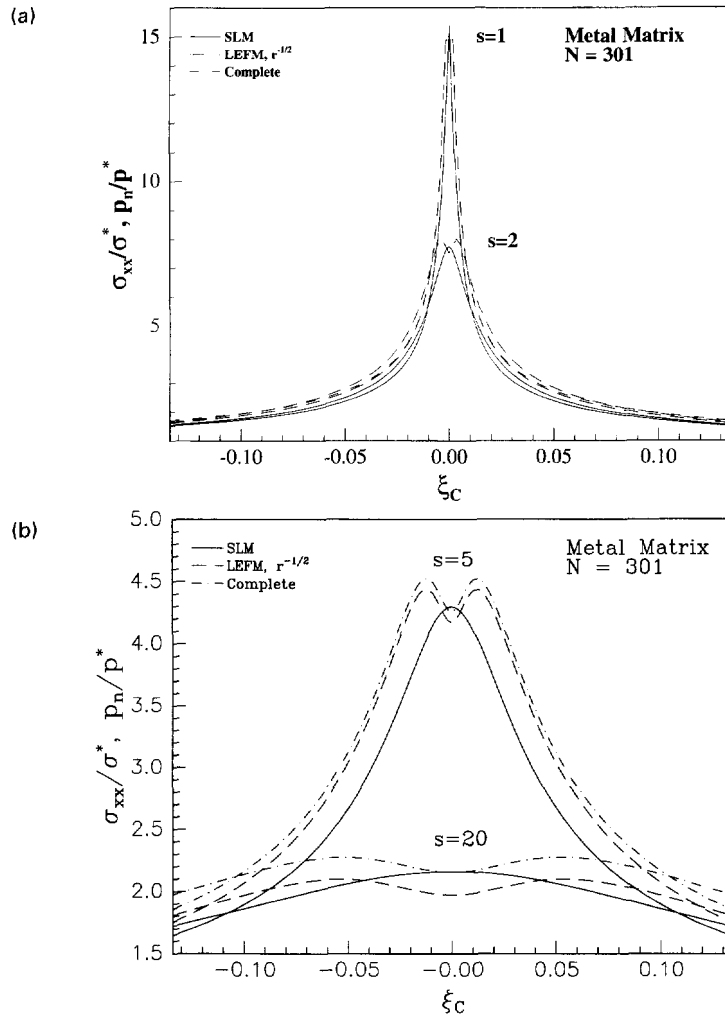 (a)
SLM
LEFM, r^-1/2
Complete
s=1
Metal Matrix
N = 301
s=2
σxx/σ*, pn/p*
15
10
5
-0.10
-0.05
0.00
0.05
0.10
ξC
(b)
SLM
LEFM, r^-1/2
Complete
s=5
Metal Matrix
N = 301
s=20
σxx/σ*, pn/p*
5.0
4.5
4.0
3.5
3.0
2.5
2.0
1.5
−0.10
−0.05
−0.00
0.05
0.10
ξC